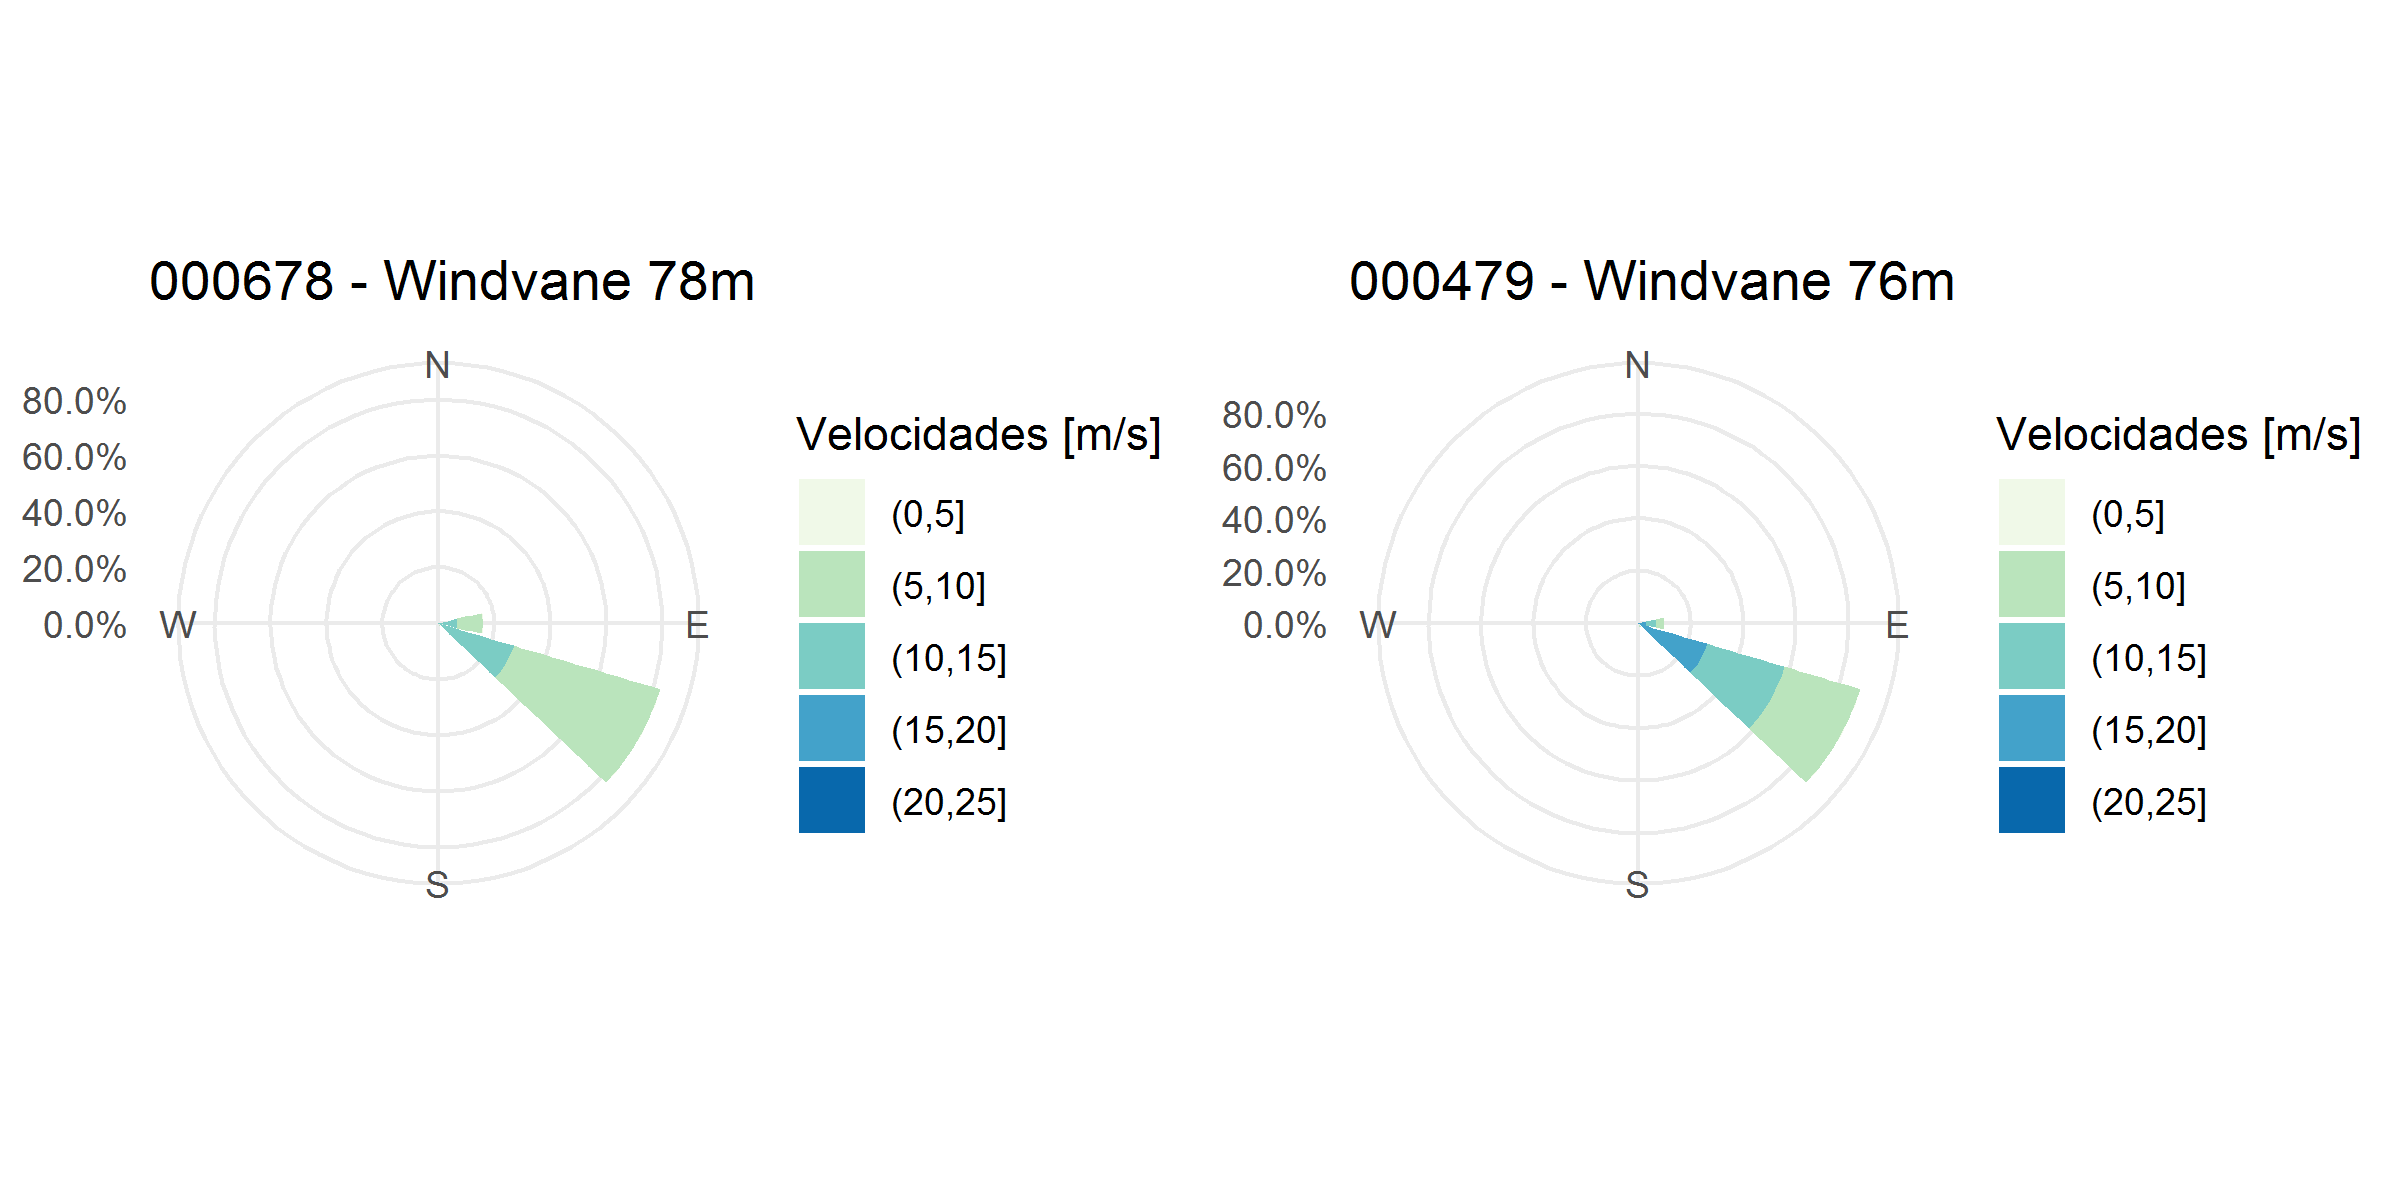 000678 - Windvane 78m
N
80.0%
60.0%
40.0%
20.0%
0.0%
W
E
S
Velocidades [m/s]
(0,5]
(5,10]
(10,15]
(15,20]
(20,25]
000479 - Windvane 76m
N
80.0%
60.0%
40.0%
20.0%
0.0%
W
E
S
Velocidades [m/s]
(0,5]
(5,10]
(10,15]
(15,20]
(20,25]